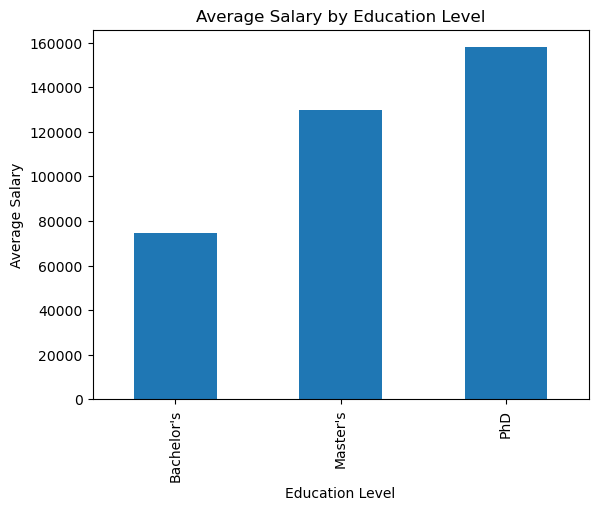 Average Salary by Education Level
Average Salary
160000
140000
120000
100000
80000
60000
40000
20000
0
Bachelor's
Master's
PhD
Education Level